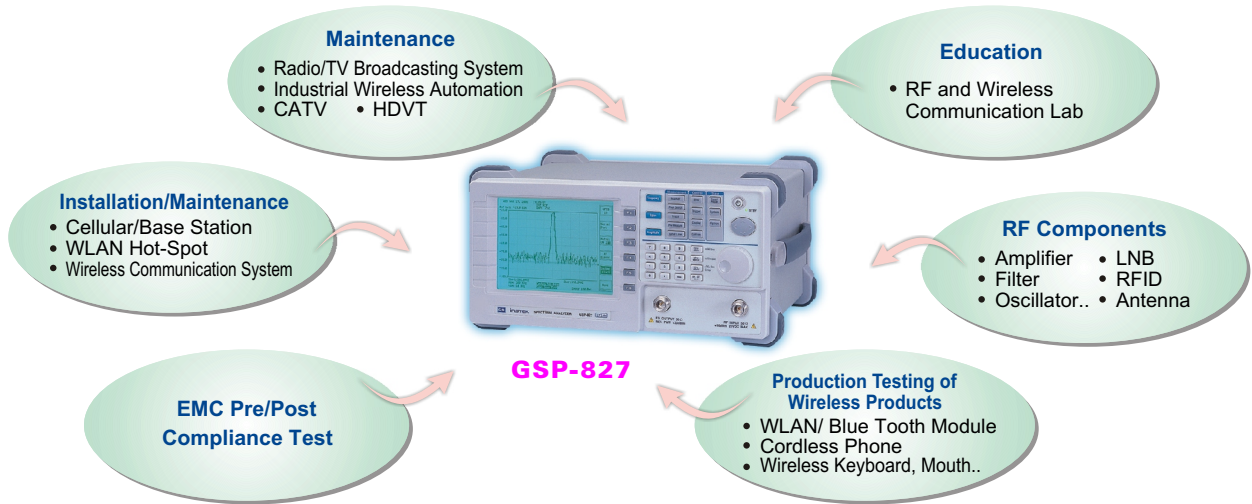 Maintenance
• Radio/TV Broadcasting System
• Industrial Wireless Automation
• CATV • HDVT
Education
• RF and Wireless
Communication Lab
Installation/Maintenance
• Cellular/Base Station
• WLAN Hot-Spot
• Wireless Communication System
RF Components
• Amplifier • LNB
• Filter • RFID
• Oscillator.. • Antenna
SPECTRUM ANALYZER
GSP-827
EMC Pre/Post
Compliance Test
Production Testing of
Wireless Products
• WLAN/ Blue Tooth Module
• Cordless Phone
• Wireless Keyboard, Mouth..